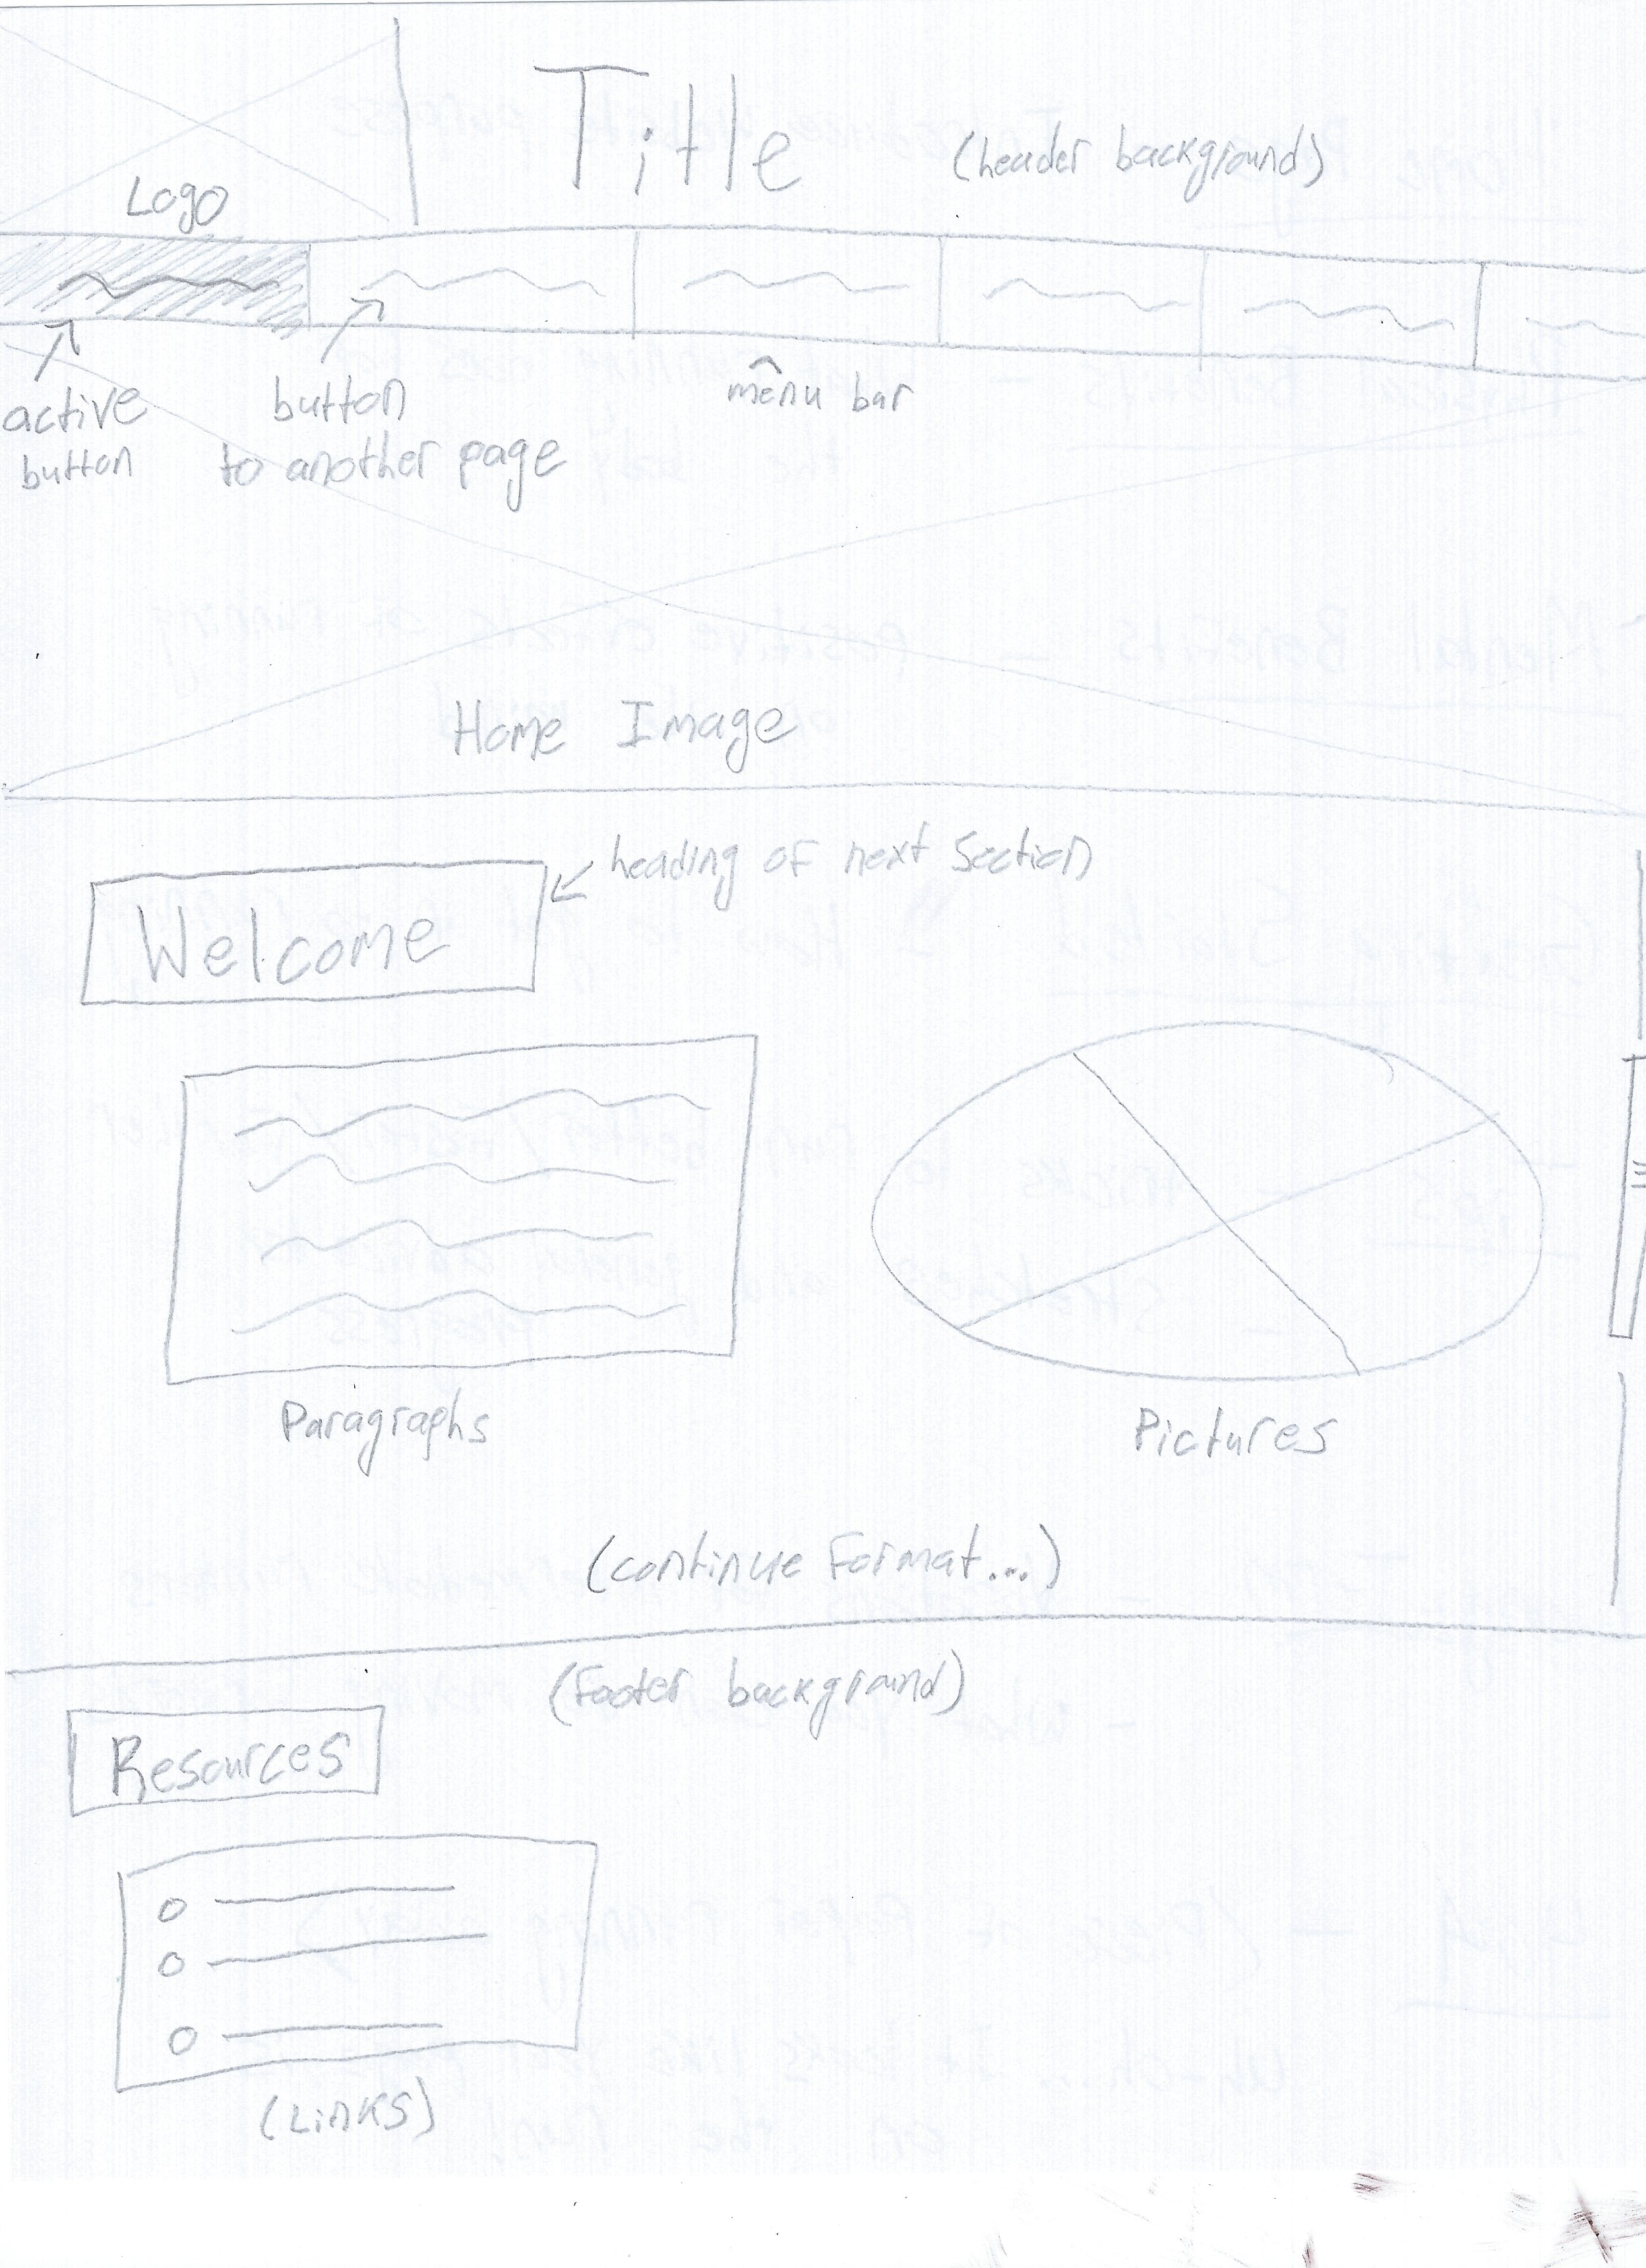 Title
(header background)
Logo
active
button
button
to another page
menu bar
Home Image
heading of next section
Welcome
Paragraphs
Pictures
(continue format...)
(footer background)
Resources
(Links)